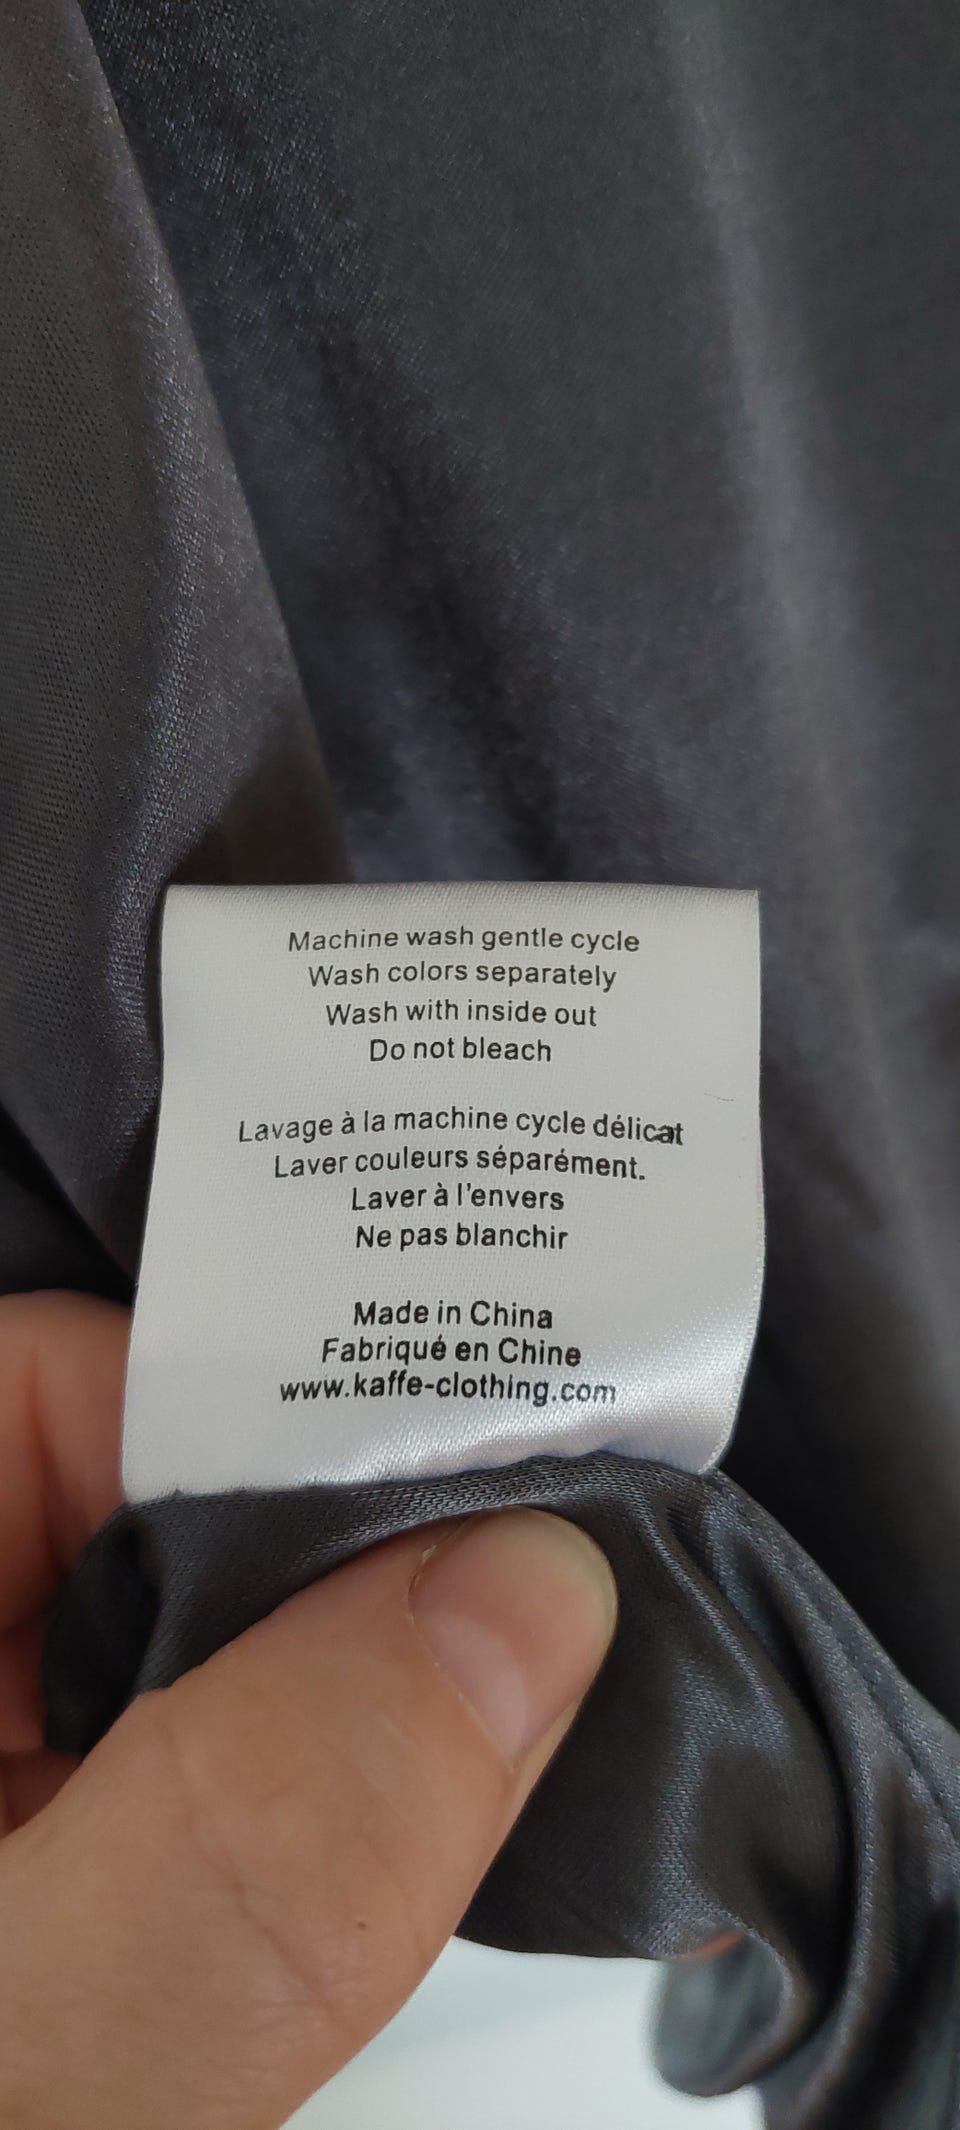 Machine wash gentle cycle
Wash colors separately
Wash with inside out
Do not bleach
Lavage à la machine cycle délicat
Laver couleurs séparément.
Laver à l'envers
Ne pas blanchir
Made in China
Fabriqué en Chine
www.kaffe-clothing.com